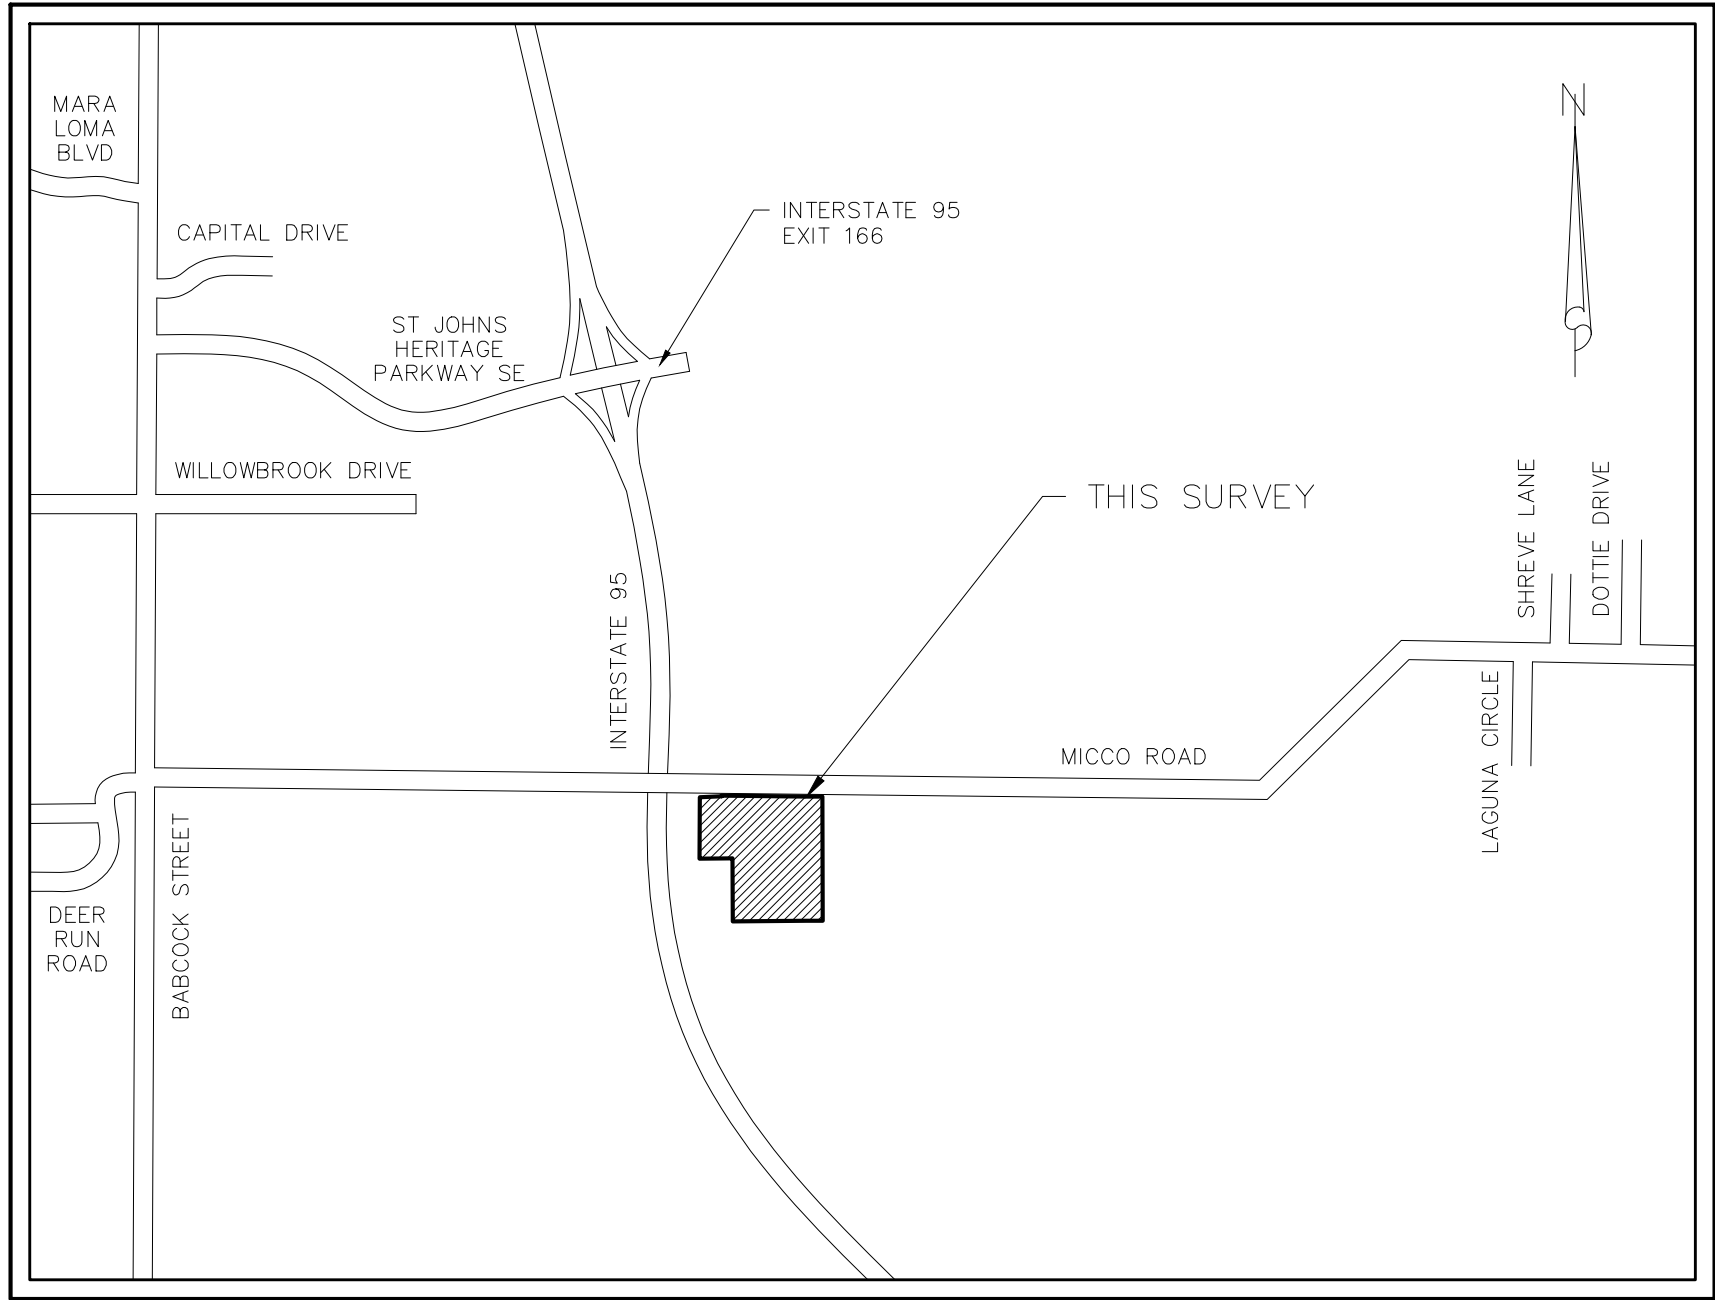 MARA
LOMA
BLVD
N
CAPITAL DRIVE
INTERSTATE 95
EXIT 166
ST JOHNS
HERITAGE
PARKWAY SE
WILLOWBROOK DRIVE
THIS SURVEY
SHREVE LANE
DOTTIE DRIVE
INTERSTATE 95
MICCO ROAD
LAGUNA CIRCLE
BABCOCK STREET
DEER
RUN
ROAD